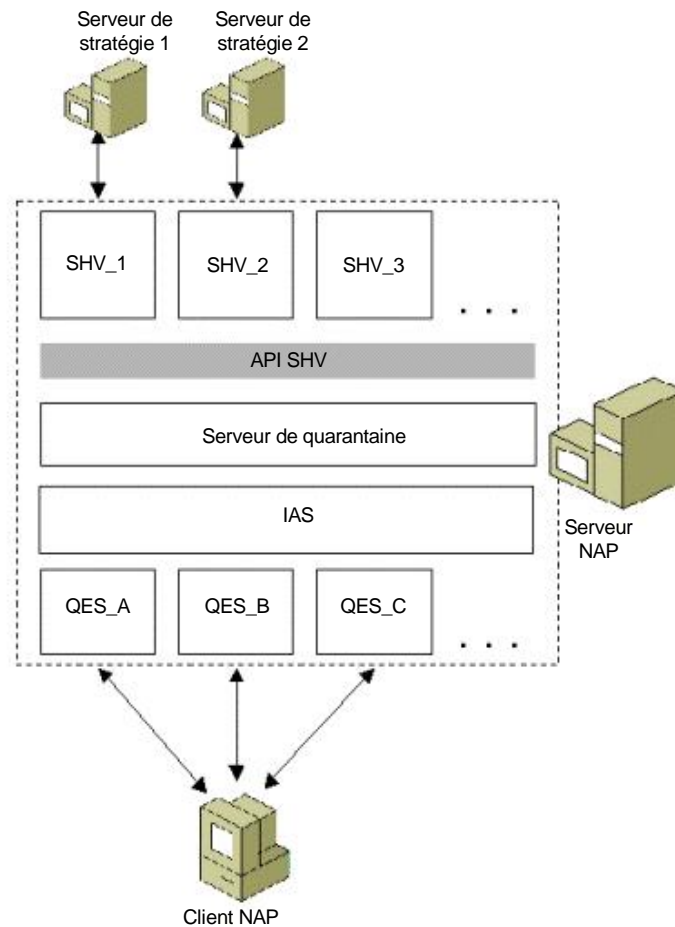 Serveur de
stratégie 1
Serveur de
stratégie 2
SHV_1
SHV_2
SHV_3
. . .
API SHV
Serveur de quarantaine
IAS
Serveur
NAP
QES_A
QES_B
QES_C
. . .
Client NAP